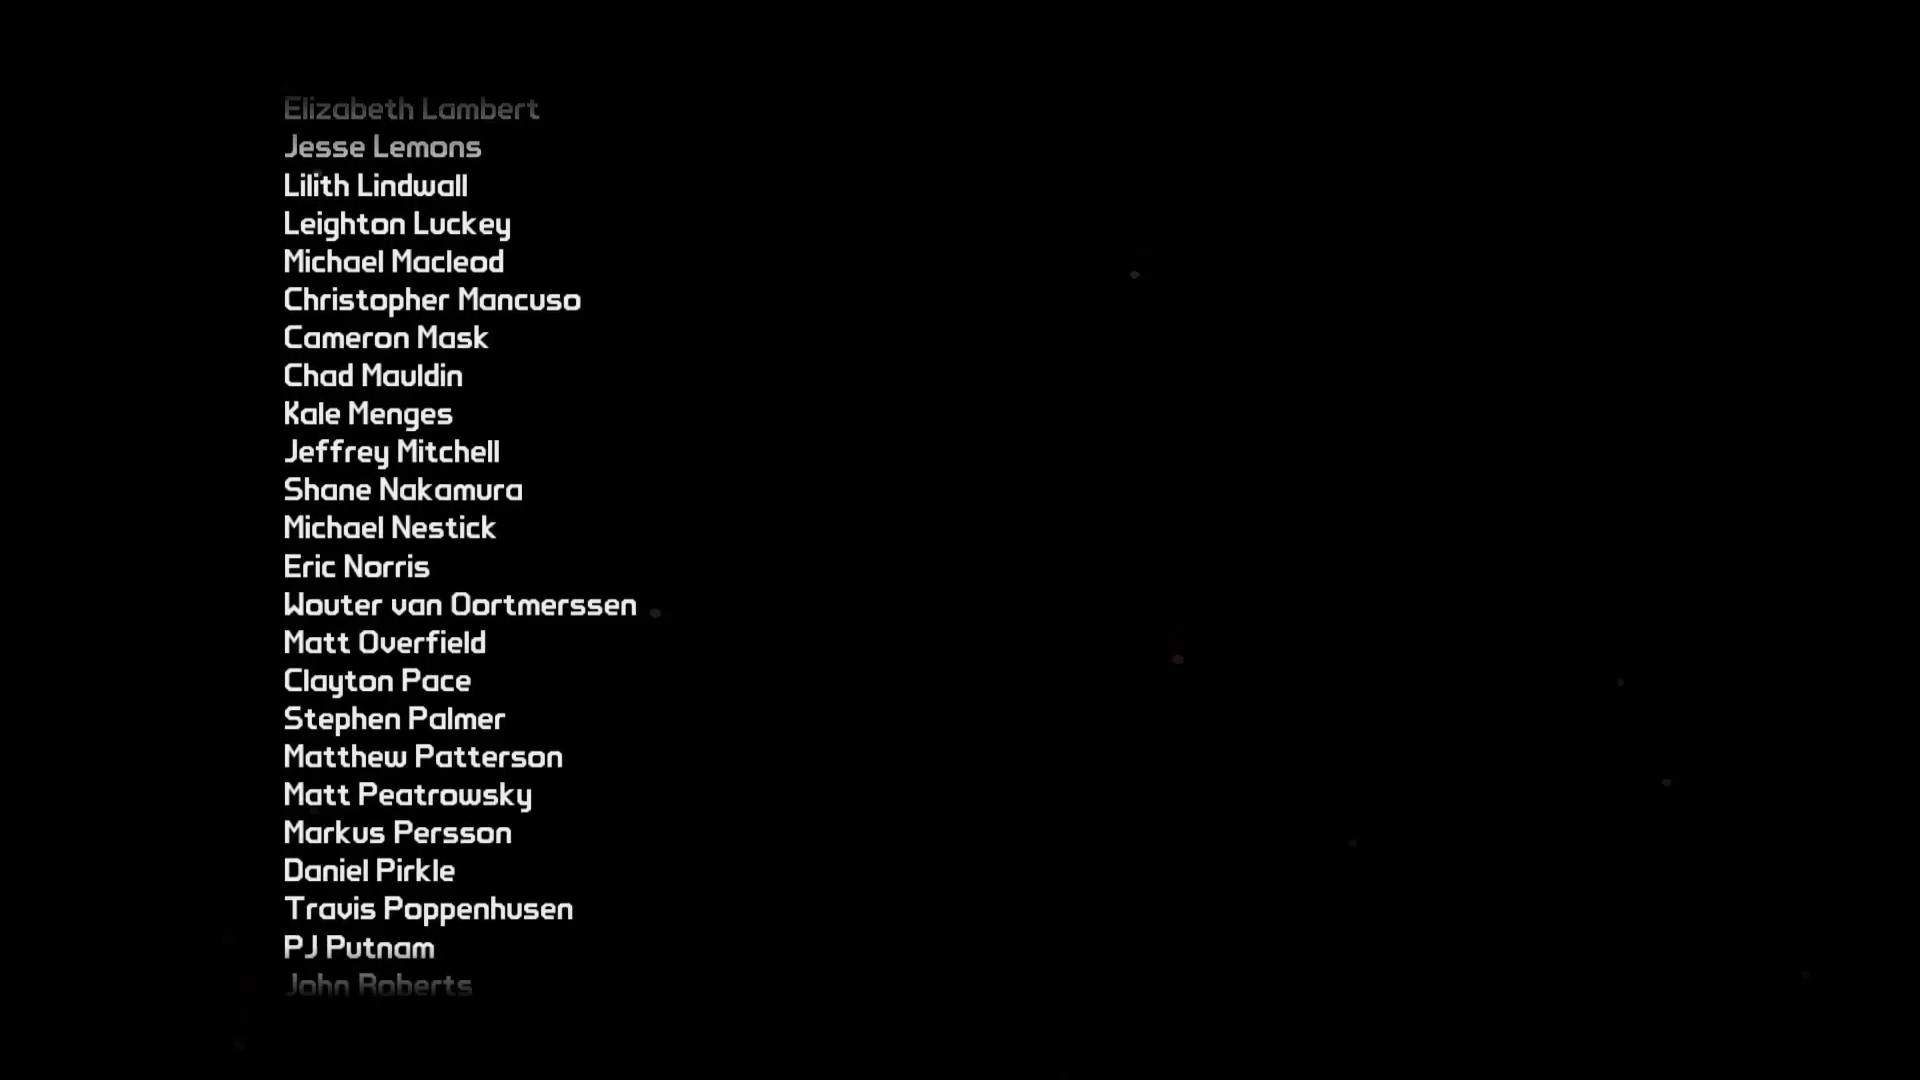 Elizabeth Lambert
Jesse Lemons
Lilith Lindwall
Leighton Luckey
Michael Macleod
Christopher Mancuso
Cameron Mask
Chad Mauldin
Kale Menges
Jeffrey Mitchell
Shane Nakamura
Michael Nestick
Eric Norris
Wouter van Oortmerssen
Matt Overfield
Clayton Pace
Stephen Palmer
Matthew Patterson
Matt Peatrowsky
Markus Persson
Daniel Pirkle
Travis Poppenhusen
PJ Putnam
John Roberts